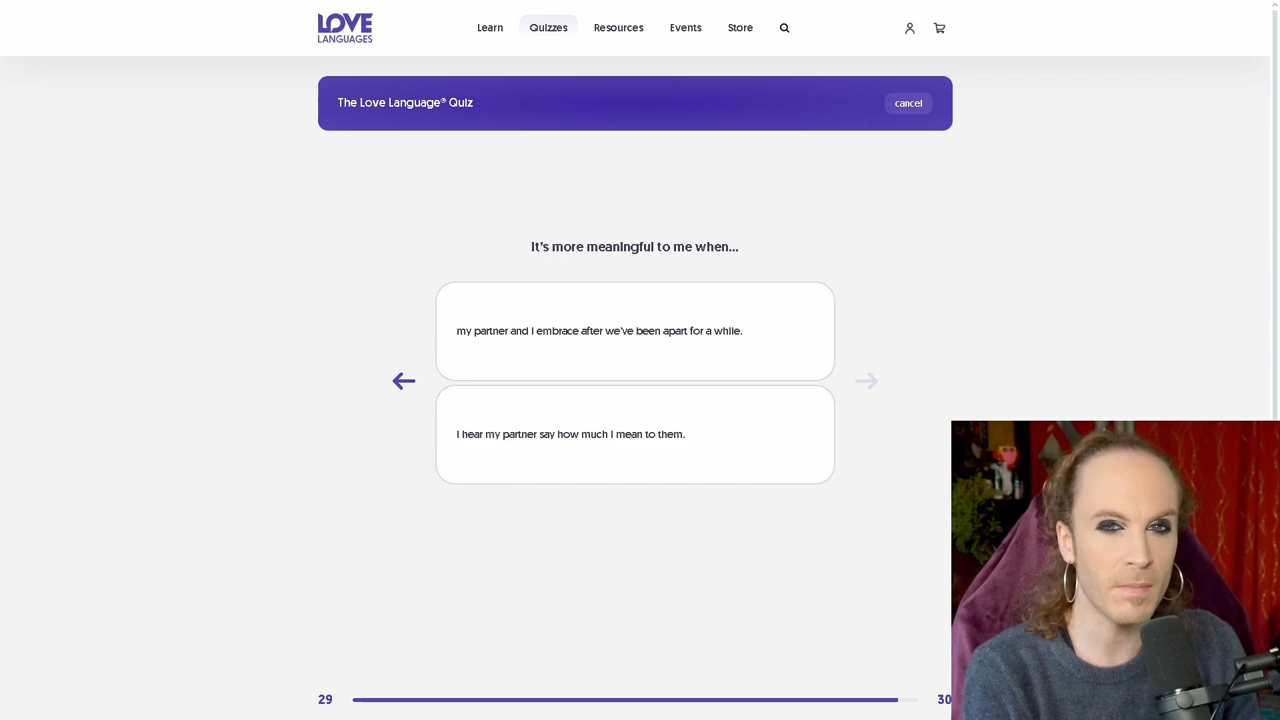 LOVE
LANGUAGES
Learn
Quizzes
Resources
Events
Store
The Love Language® Quiz
cancel
It's more meaningful to me when...
my partner and I embrace after we've been apart for a while.
I hear my partner say how much I mean to them.
29
30